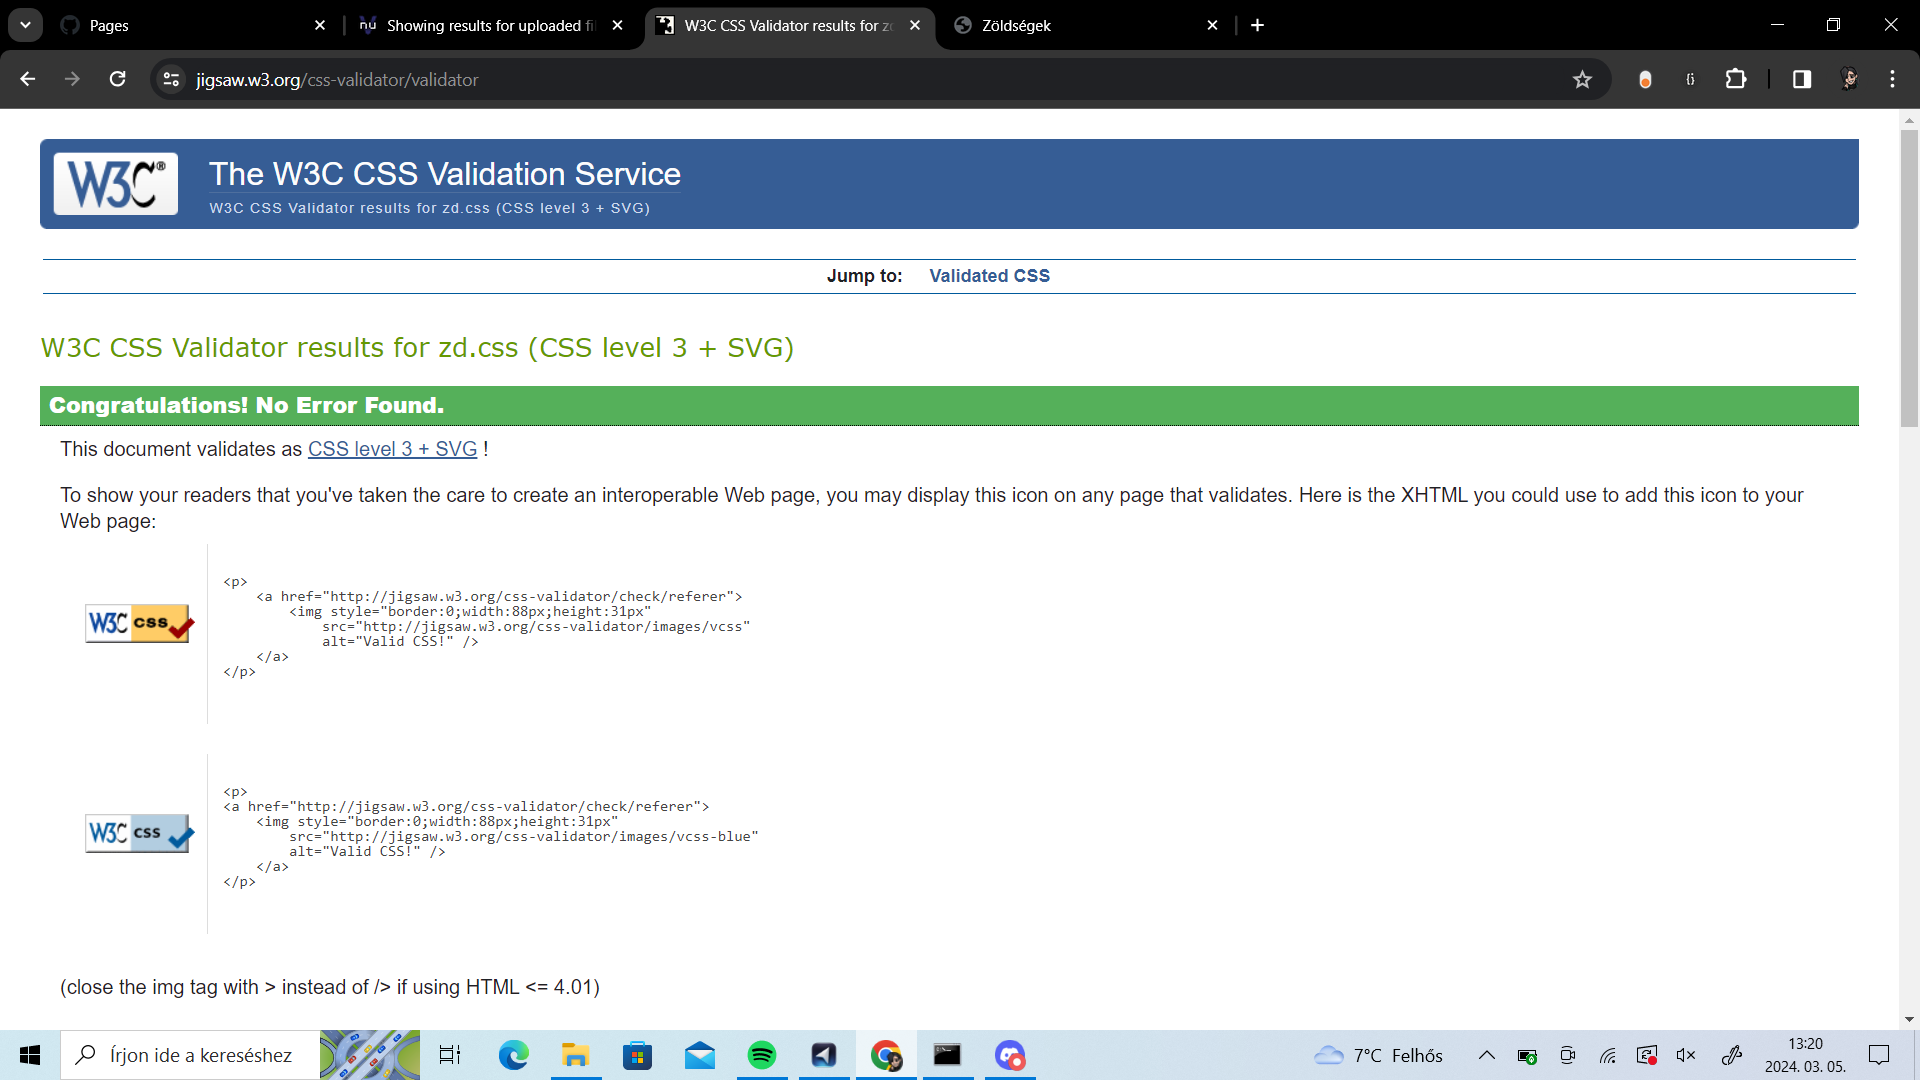 Pages
Showing results for uploaded fi
W3C CSS Validator results for zd
Zöldségek
jigsaw.w3.org/css-validator/validator
W3C®
The W3C CSS Validation Service
W3C CSS Validator results for zd.css (CSS level 3 + SVG)
Jump to: Validated CSS
W3C CSS Validator results for zd.css (CSS level 3 + SVG)
Congratulations! No Error Found.
This document validates as CSS level 3 + SVG !
To show your readers that you've taken the care to create an interoperable Web page, you may display this icon on any page that validates. Here is the XHTML you could use to add this icon to your
Web page:
W3C css
<p>
<a href="http://jigsaw.w3.org/css-validator/check/referer">
<img style="border:0;width:88px;height:31px"
src="http://jigsaw.w3.org/css-validator/images/vcss"
alt="Valid CSS!" />
</a>
</p>
W3C css
<p>
<a href="http://jigsaw.w3.org/css-validator/check/referer">
<img style="border:0;width:88px;height:31px"
src="http://jigsaw.w3.org/css-validator/images/vcss-blue"
alt="Valid CSS!" />
</a>
</p>
(close the img tag with > instead of /> if using HTML <= 4.01)
Írjon ide a kereséshez
7°C Felhős
13:20
2024. 03. 05.